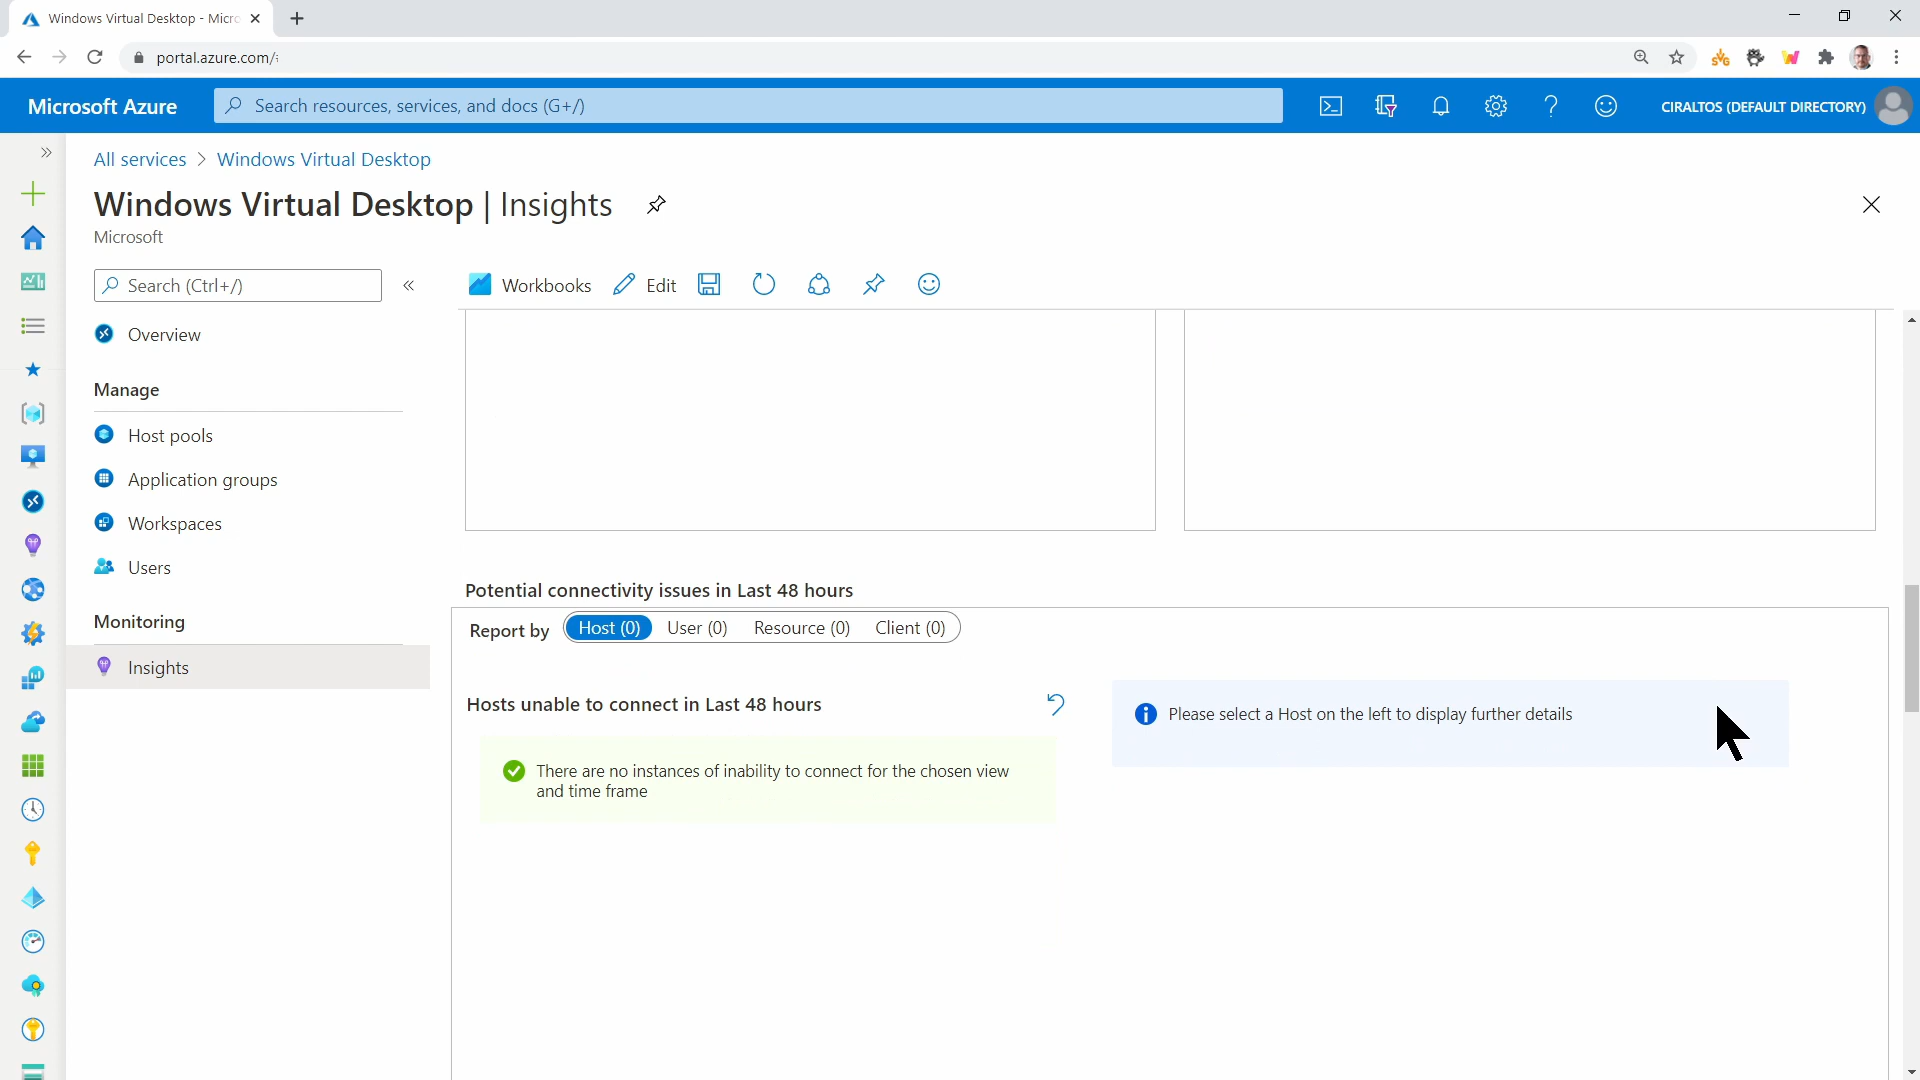 Windows Virtual Desktop - Micro
portal.azure.com/
Microsoft Azure
Search resources, services, and docs (G+/)
CIRALTOS (DEFAULT DIRECTORY)
All services > Windows Virtual Desktop
Windows Virtual Desktop | Insights
Microsoft
Search (Ctrl+/)
Workbooks
Edit
Overview
Manage
Host pools
Application groups
Workspaces
Users
Monitoring
Insights
Potential connectivity issues in Last 48 hours
Report by Host (0) User (0) Resource (0) Client (0)
Hosts unable to connect in Last 48 hours
There are no instances of inability to connect for the chosen view
and time frame
Please select a Host on the left to display further details